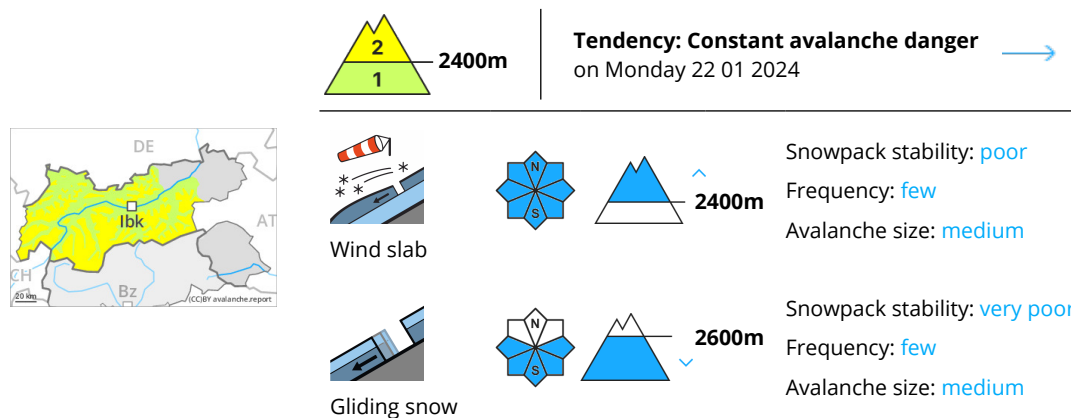 2
1
2400m
Tendency: Constant avalanche danger
on Monday 22 01 2024
DE
Ibk
AT
CH
Bz
20 km
(CC)BY avalanche.report
Wind slab
N
S
2400m
Snowpack stability: poor
Frequency: few
Avalanche size: medium
Gliding snow
N
S
2600m
Snowpack stability: very poor
Frequency: few
Avalanche size: medium